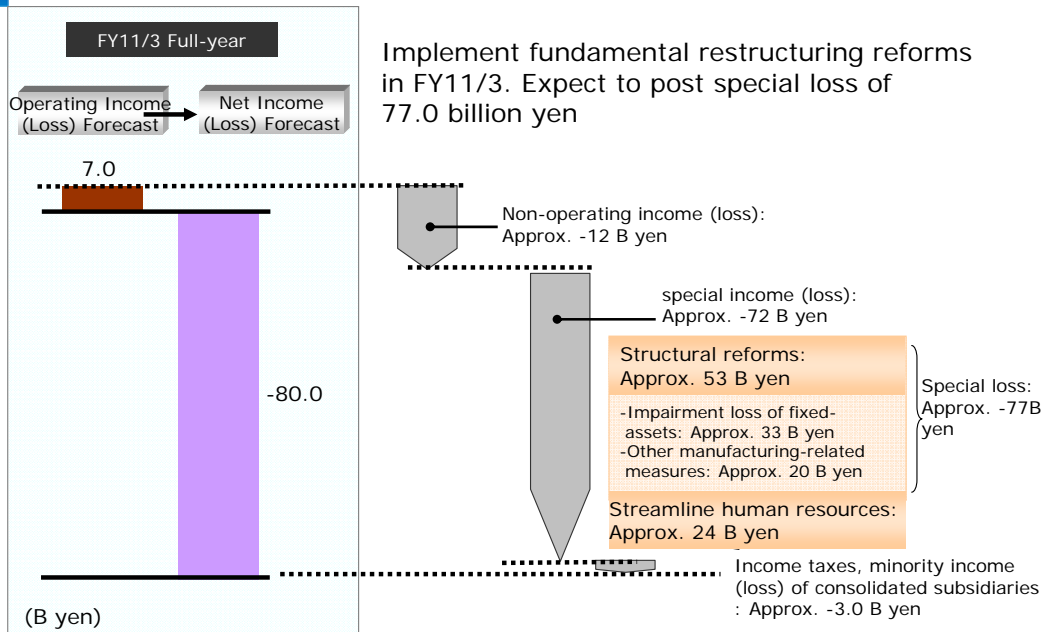 FY11/3 Full-year
Operating Income
(Loss) Forecast
Net Income
(Loss) Forecast
Implement fundamental restructuring reforms
in FY11/3. Expect to post special loss of
77.0 billion yen
7.0
-80.0
(B yen)
Non-operating income (loss):
Approx. -12 B yen
special income (loss):
Approx. -72 B yen
Structural reforms:
Approx. 53 B yen
-Impairment loss of fixed-
assets: Approx. 33 B yen
-Other manufacturing-related
measures: Approx. 20 B yen
Streamline human resources:
Approx. 24 B yen
Special loss:
Approx. -77B
yen
Income taxes, minority income
(loss) of consolidated subsidiaries
: Approx. -3.0 B yen